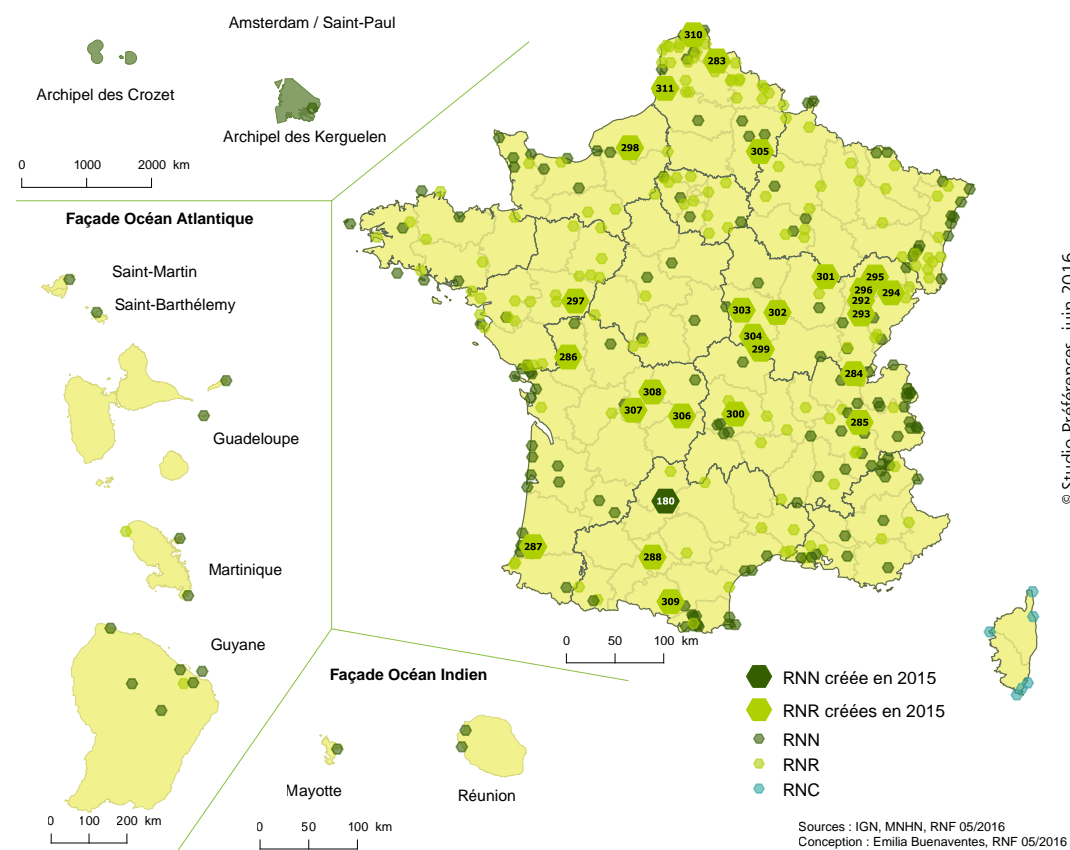 Amsterdam / Saint-Paul
Archipel des Crozet
Archipel des Kerguelen
0 1000 2000 km
Façade Océan Atlantique
Saint-Martin
Saint-Barthélemy
Guadeloupe
Martinique
Guyane
0 100 200 km
Façade Océan Indien
Mayotte
Réunion
0 50 100 km
310
283
311
298
305
301
295
296
294
292
293
297
303
302
304
299
286
284
308
307
306
300
285
180
287
288
309
0 50 100 km
RNN créée en 2015
RNR créées en 2015
RNN
RNR
RNC
Sources : IGN, MNHN, RNF 05/2016
Conception : Emilia Buenaventes, RNF 05/2016
© Studio Préférences, juin 2016